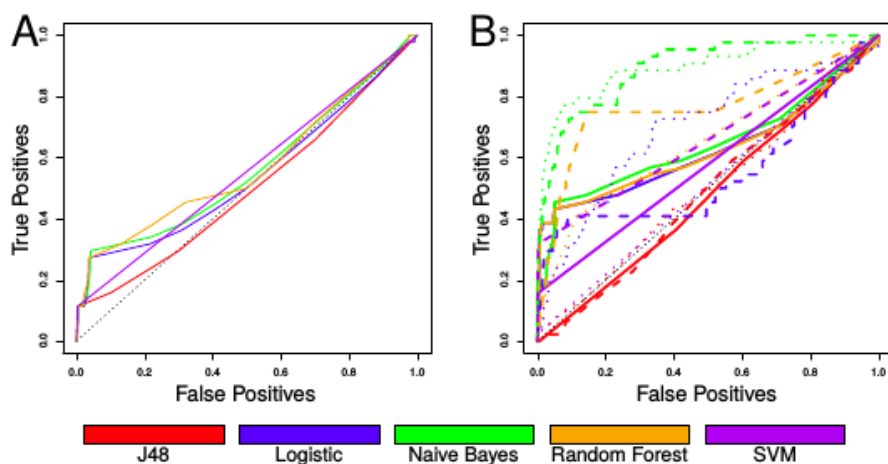 A
B
True Positives
1.0
0.8
0.6
0.4
0.2
0.0
0.0
0.2
0.4
0.6
0.8
1.0
False Positives
True Positives
1.0
0.8
0.6
0.4
0.2
0.0
0.0
0.2
0.4
0.6
0.8
1.0
False Positives
J48
Logistic
Naive Bayes
Random Forest
SVM